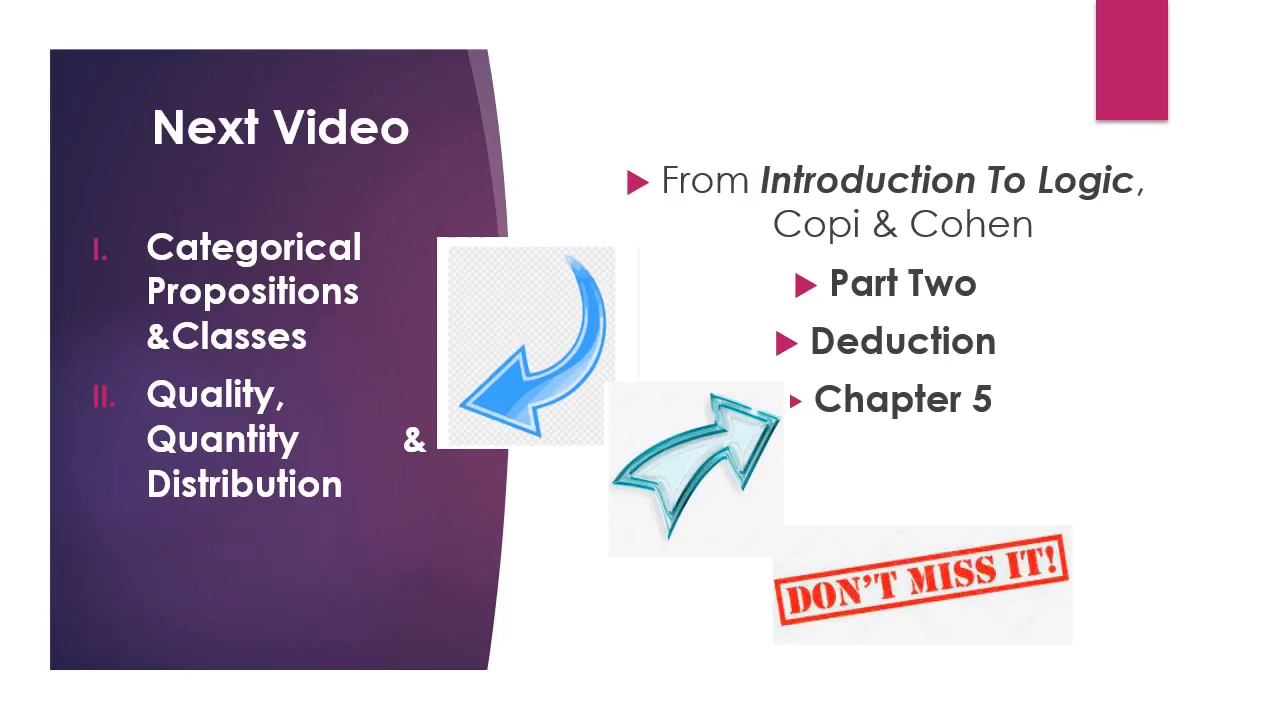 Next Video
I. Categorical
Propositions
&Classes
II. Quality,
Quantity &
Distribution
From Introduction To Logic,
Copi & Cohen
Part Two
Deduction
Chapter 5
DON'T MISS IT!